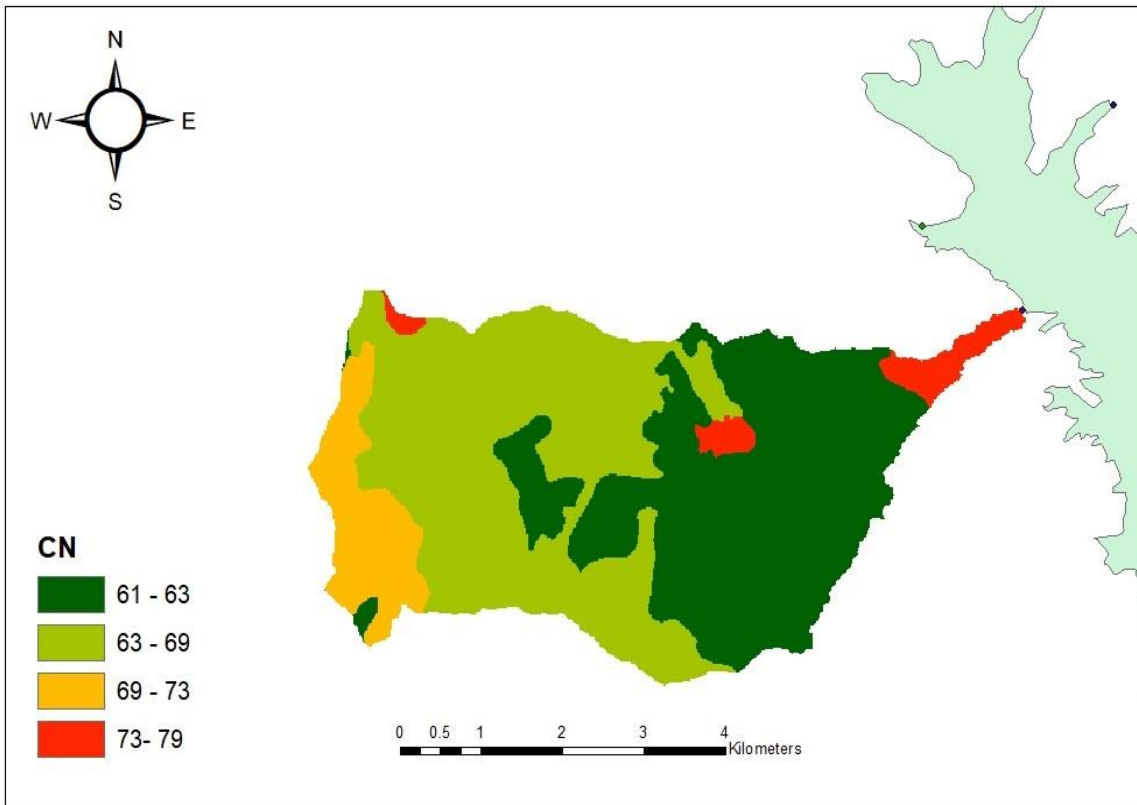 N
W E
S
CN
61 - 63
63 - 69
69 - 73
73- 79
0 0.5 1 2 3 4
Kilometers